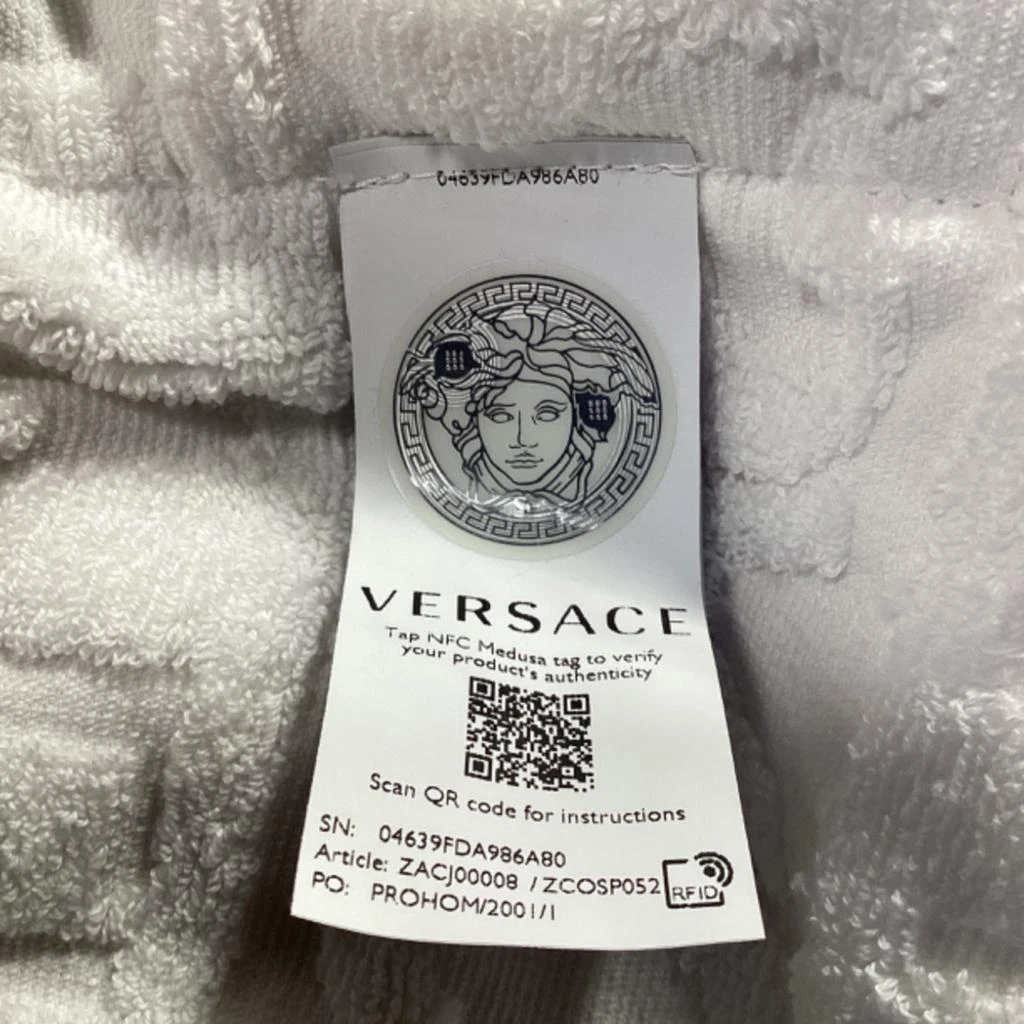 04639FDA986A80
VERSACE
Tap NFC Medusa tag to verify
your product's authenticity
Scan QR code for instructions
SN: 04639FDA986A80
Article: ZACJ00008 / ZCOSP052
PO: PROHOM/2001/1
RFID